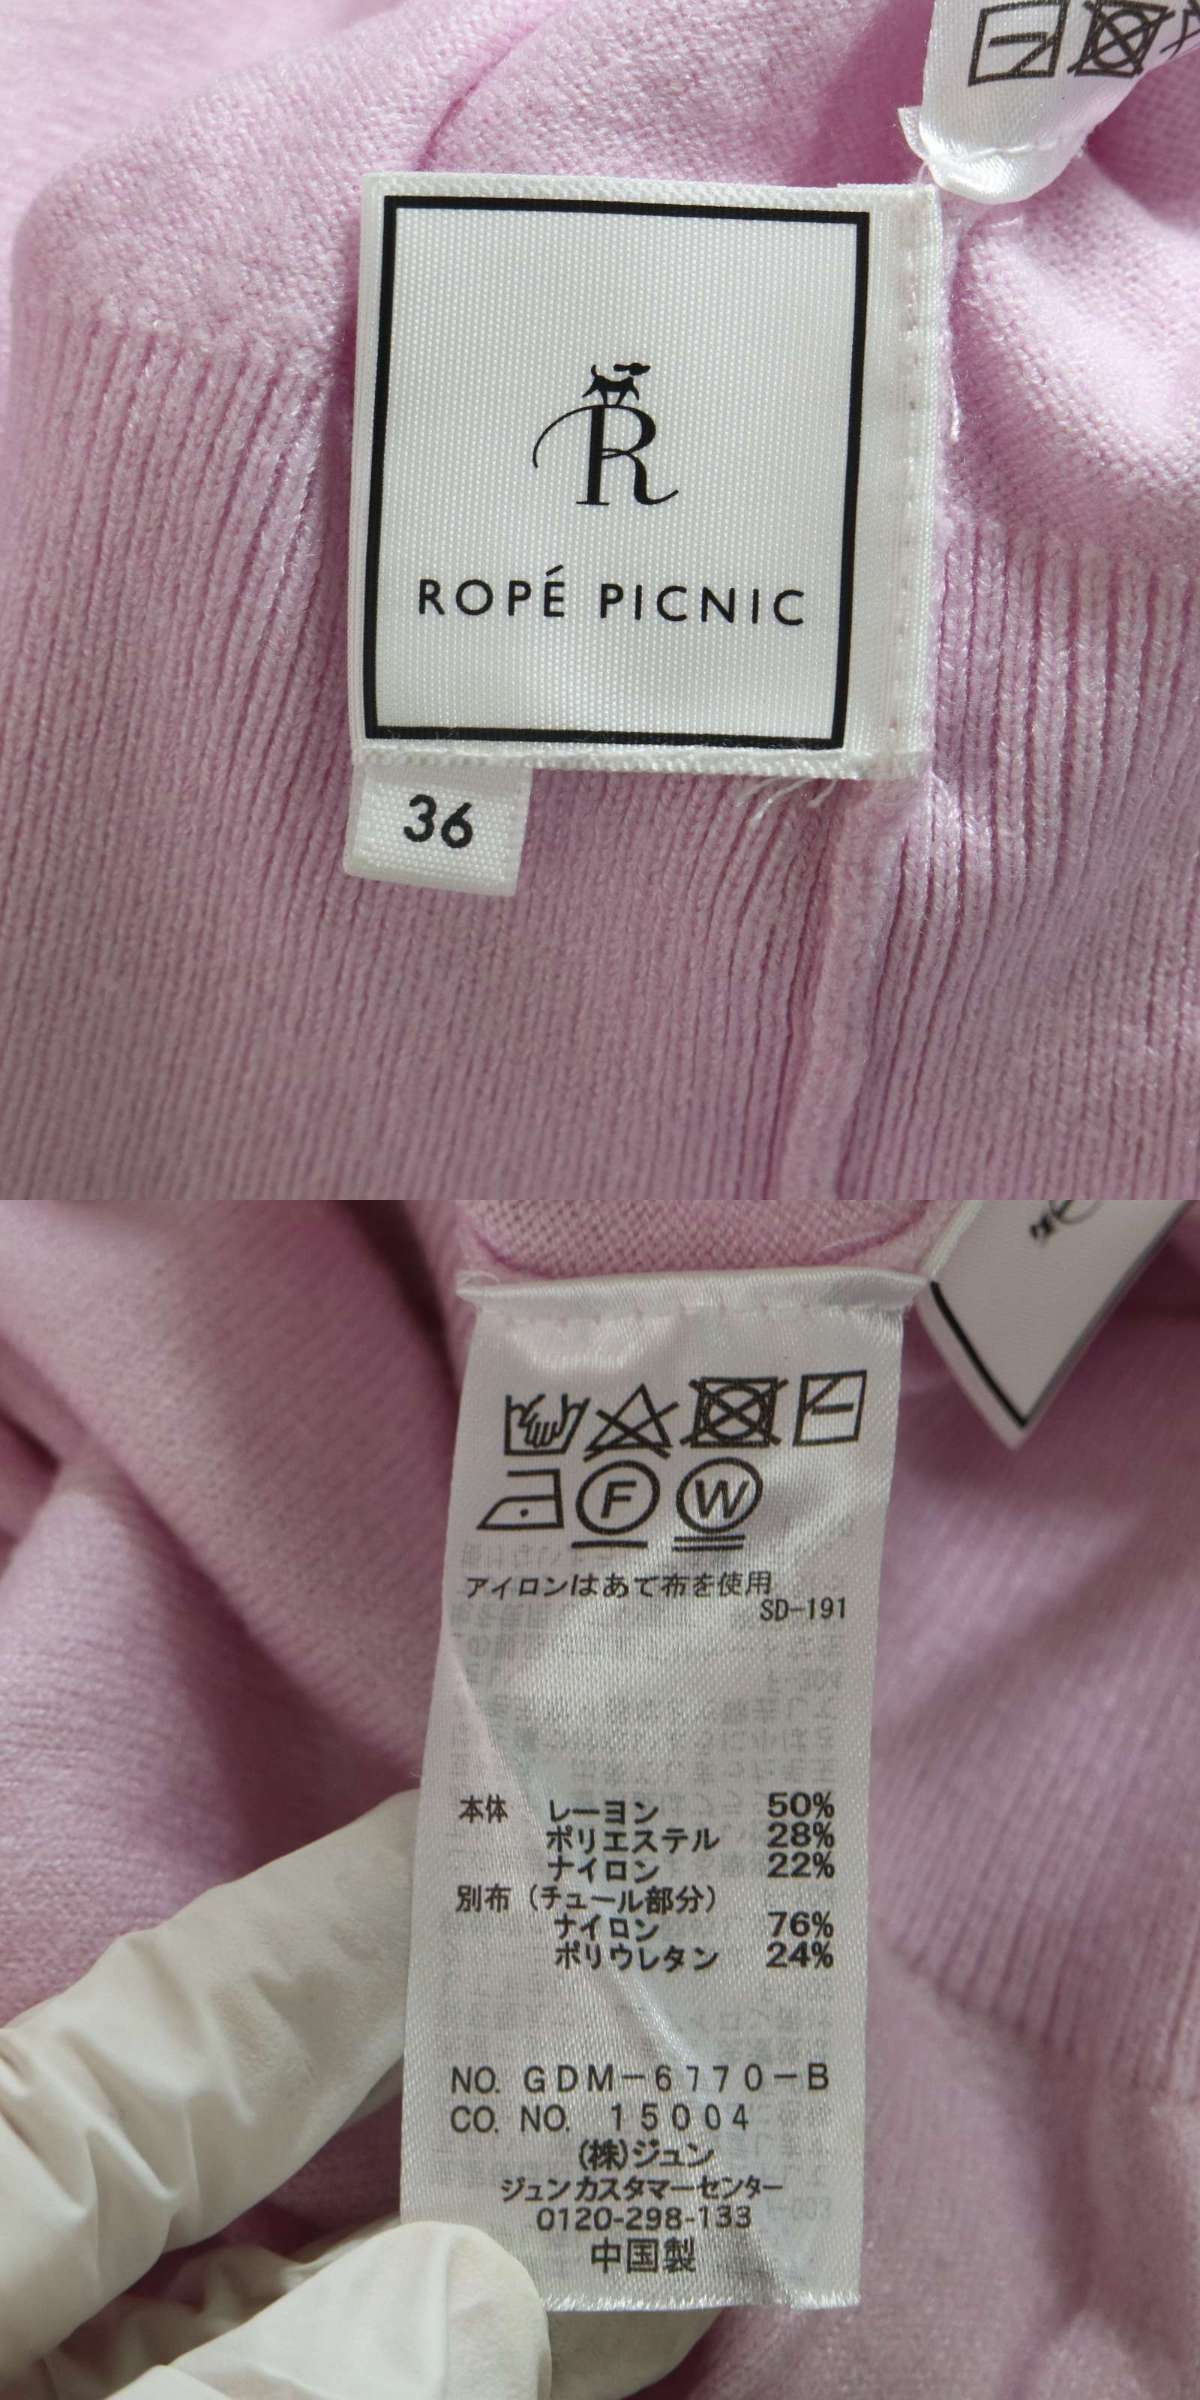 R
ROPÉ PICNIC
36
F W
アイロンはあて布を使用
SD-191
本体 レーヨン 50%
ポリエステル 28%
ナイロン 22%
別布(チュール部分)
ナイロン 76%
ポリウレタン 24%
NO. GDM-6770-B
CO. NO. 15004
(株)ジュン
ジュンカスタマーセンター
0120-298-133
中国製